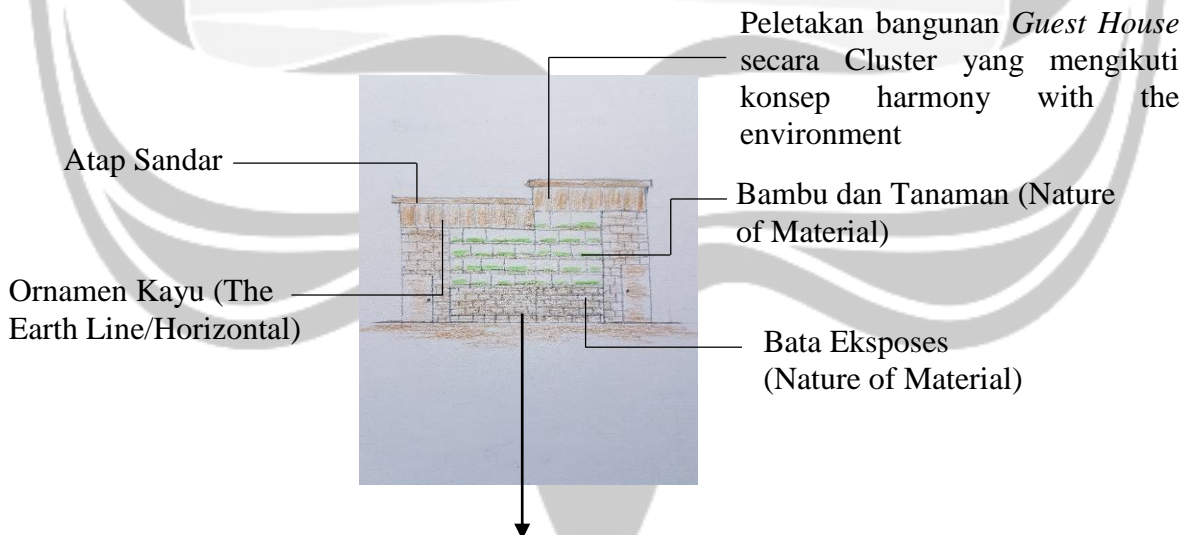 Peletakan bangunan Guest House
secara Cluster yang mengikuti
konsep harmony with the
environment
Atap Sandar
Bambu dan Tanaman (Nature
of Material)
Ornamen Kayu (The
Earth Line/Horizontal)
Bata Eksposes
(Nature of Material)